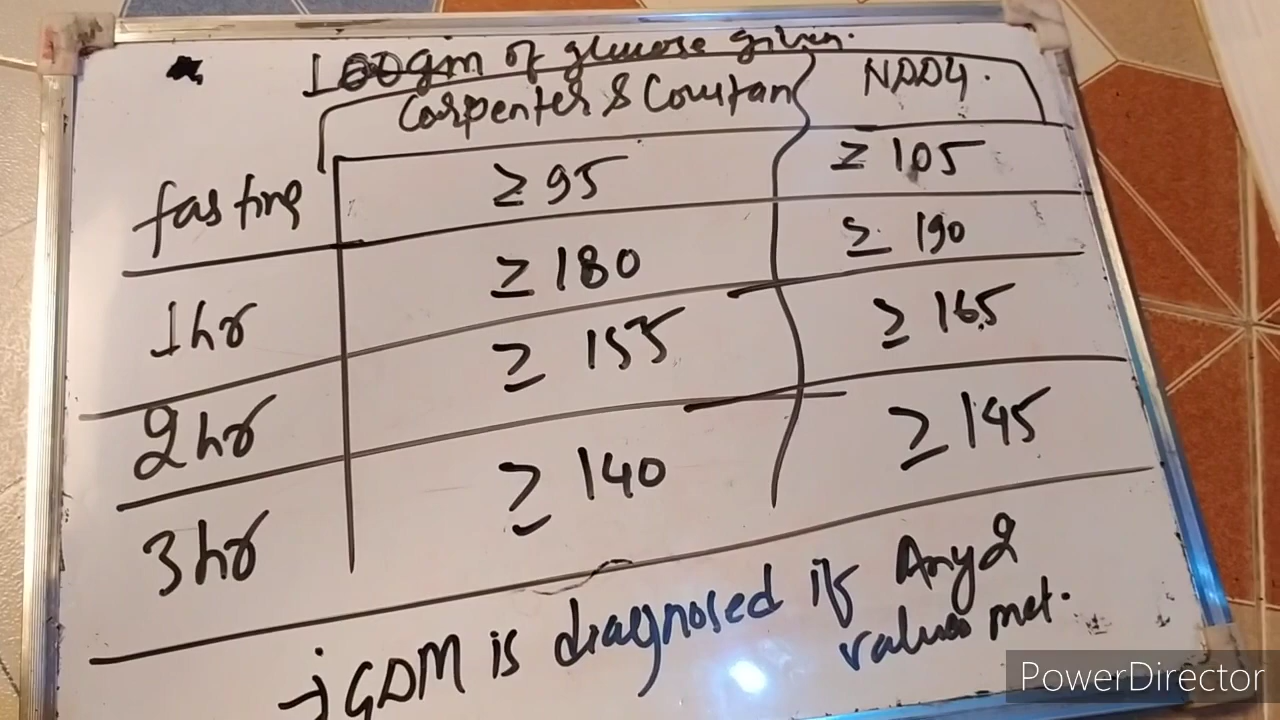 100gm of glucose given.
Carpenter & Coustan NDDG.
fasting ≥ 95 ≥ 105
1hr ≥ 180 ≥ 190
2hr ≥ 155 ≥ 165
3hr ≥ 140 ≥ 145
→ GDM is diagnosed if Any 2
values met.
PowerDirector